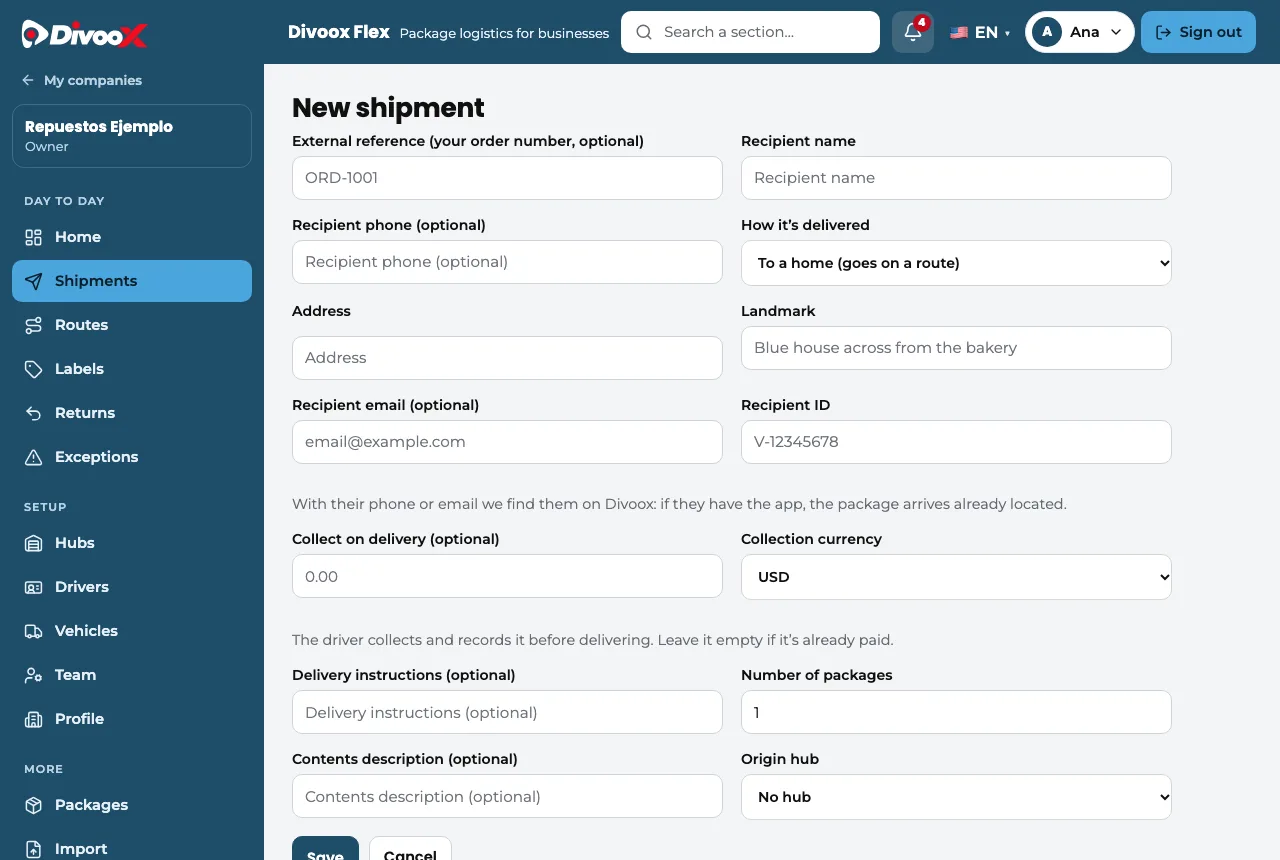 DivooX
Divoox Flex Package logistics for businesses
Search a section...
4
EN
A Ana
Sign out
My companies
Repuestos Ejemplo
Owner
DAY TO DAY
Home
Shipments
Routes
Labels
Returns
Exceptions
SETUP
Hubs
Drivers
Vehicles
Team
Profile
MORE
Packages
Import
New shipment
External reference (your order number, optional)
ORD-1001
Recipient name
Recipient name
Recipient phone (optional)
Recipient phone (optional)
How it’s delivered
To a home (goes on a route)
Address
Address
Landmark
Blue house across from the bakery
Recipient email (optional)
email@example.com
Recipient ID
V-12345678
With their phone or email we find them on Divoox: if they have the app, the package arrives already located.
Collect on delivery (optional)
0.00
Collection currency
USD
The driver collects and records it before delivering. Leave it empty if it’s already paid.
Delivery instructions (optional)
Delivery instructions (optional)
Number of packages
1
Contents description (optional)
Contents description (optional)
Origin hub
No hub
Save
Cancel